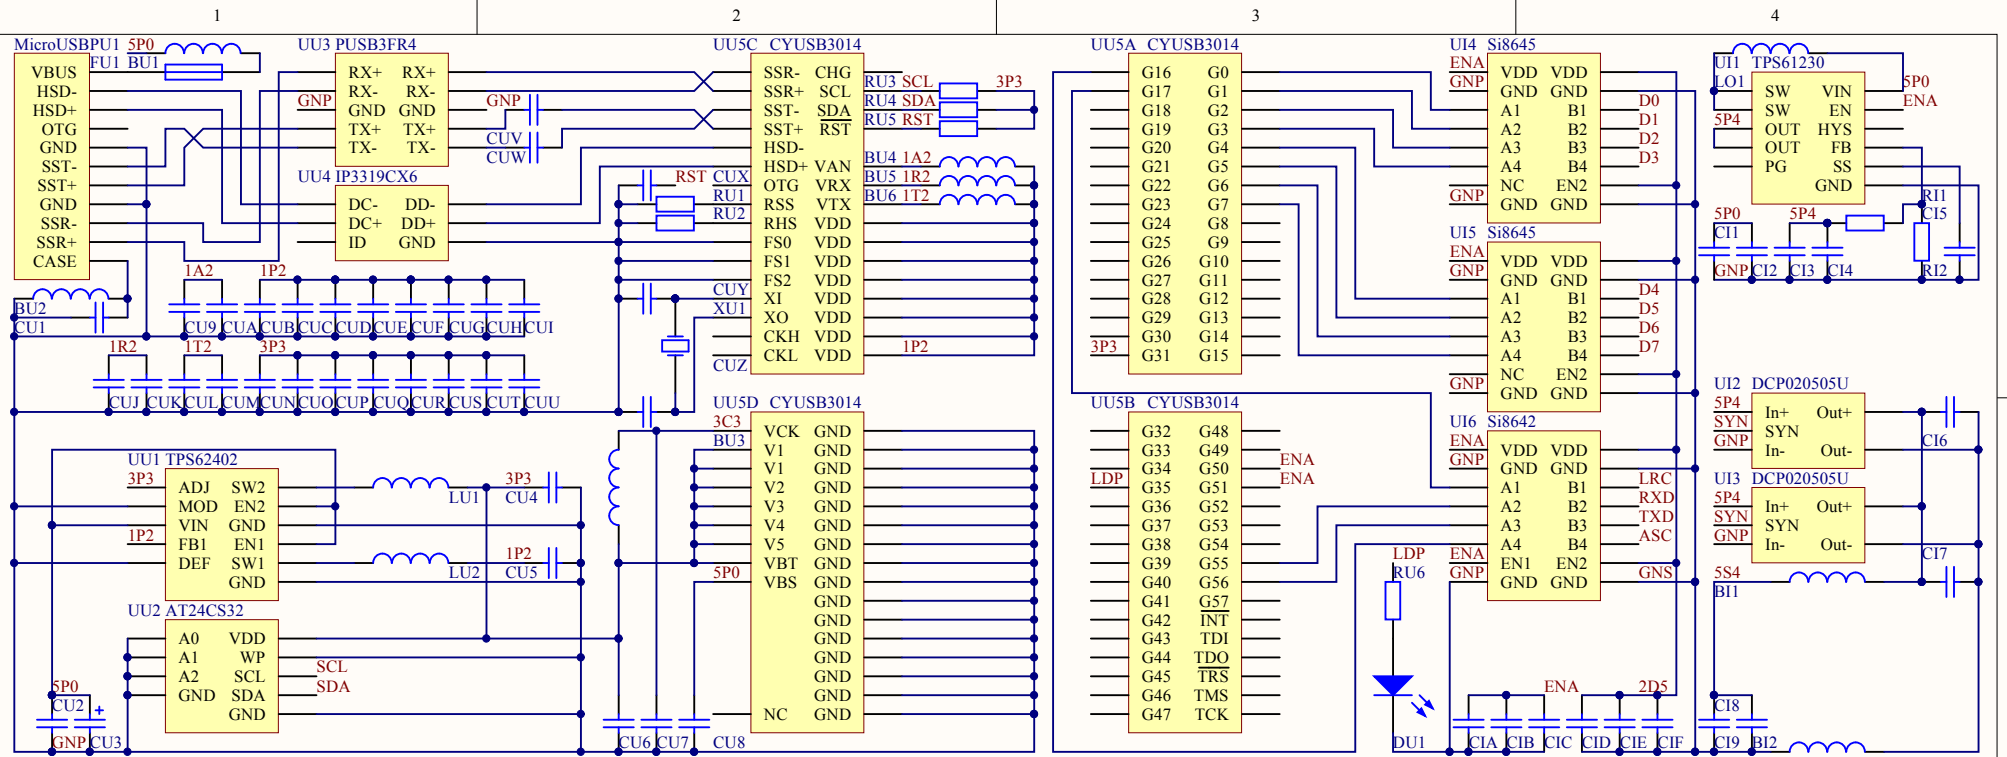 1 2 3 4
MicroUSB PU1 5P0
FU1 BU1
VBUS
HSD-
HSD+
OTG
GND
SST-
SST+
GND
SSR-
SSR+
CASE
BU2
CU1
UU3 PUSB3FR4
RX+ RX+
RX- RX-
GNP GND GND GNP
TX+ TX+ CUV
TX- TX- CUW
UU4 IP3319CX6
DC- DD-
DC+ DD+
ID GND
1A2 1P2
CU9 CUA CUB CUC CUD CUE CUF CUG CUH CUI
1R2 1T2 3P3
CUJ CUK CUL CUM CUN CUO CUP CUQ CUR CUS CUT CUU
UU1 TPS62402
3P3 ADJ SW2 LU1 3P3 CU4
MOD EN2
VIN GND
1P2 FB1 EN1
DEF SW1 LU2 1P2 CU5
GND
UU2 AT24CS32
A0 VDD
A1 WP
A2 SCL SCL
GND SDA SDA
GND
5P0
CU2
GNP CU3
UU5C CYUSB3014
SSR- CHG
SSR+ SCL RU3 SCL 3P3
SST- SDA RU4 SDA
SST+ RST RU5 RST
HSD-
HSD+ VAN BU4 1A2
RST CUX OTG VRX BU5 1R2
RU1 RSS VTX BU6 1T2
RU2 RHS VDD
FS0 VDD
FS1 VDD
FS2 VDD
CUY XI VDD
XU1 XO VDD
CKH VDD
CUZ CKL VDD 1P2
UU5D CYUSB3014
3C3 VCK GND
BU3 V1 GND
V1 GND
V2 GND
V3 GND
V4 GND
V5 GND
VBT GND
5P0 VBS GND
GND
GND
GND
GND
GND
GND
NC GND
CU6 CU7 CU8
UU5A CYUSB3014
G16 G0
G17 G1
G18 G2
G19 G3
G20 G4
G21 G5
G22 G6
G23 G7
G24 G8
G25 G9
G26 G10
G27 G11
G28 G12
G29 G13
G30 G14
3P3 G31 G15
UU5B CYUSB3014
G32 G48
G33 G49
G34 G50 ENA
LDP G35 G51 ENA
G36 G52
G37 G53
G38 G54
G39 G55
G40 G56
G41 G57
G42 INT
G43 TDI
G44 TDO
G45 TRS
G46 TMS
G47 TCK
LDP
RU6
DU1
UI4 Si8645
ENA VDD VDD
GNP GND GND
A1 B1 D0
A2 B2 D1
A3 B3 D2
A4 B4 D3
NC EN2
GNP GND GND
UI5 Si8645
ENA VDD VDD
GNP GND GND
A1 B1 D4
A2 B2 D5
A3 B3 D6
A4 B4 D7
NC EN2
GNP GND GND
UI6 Si8642
ENA VDD VDD
GNP GND GND
A1 B1 LRC
A2 B2 RXD
A3 B3 TXD
A4 B4 ASC
ENA EN1 EN2
GNP GND GND GNS
ENA 2D5
CIA CIB CIC CID CIE CIF
UI1 TPS61230
LO1
SW VIN 5P0
SW EN ENA
5P4 OUT HYS
OUT FB
PG SS
GND
RI1
5P0 5P4 CI5
CI1
GNP CI2 CI3 CI4 RI2
UI2 DCP020505U
5P4 In+ Out+
SYN SYN
GNP In- Out- CI6
UI3 DCP020505U
5P4 In+ Out+
SYN SYN
GNP In- Out- CI7
5S4
BI1
CI8
CI9 BI2